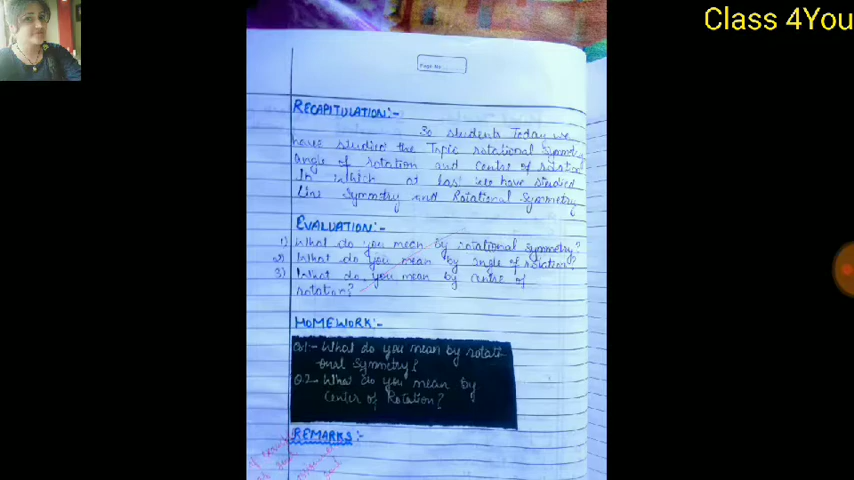 Class 4You
Page No.
RECAPITULATION:-
So students Today we
have studied the Topic rotational symmetry
angle of rotation and centre of rotation
In which at last we have studied
Line Symmetry and Rotational Symmetry
EVALUATION:-
1) What do you mean by rotational symmetry?
2) What do you mean by angle of rotation?
3) What do you mean by centre of
rotation?
HOMEWORK:-
Q.1:- What do you mean by rotati-
onal Symmetry?
Q.2- What do you mean by
Center of Rotation?
REMARKS:-